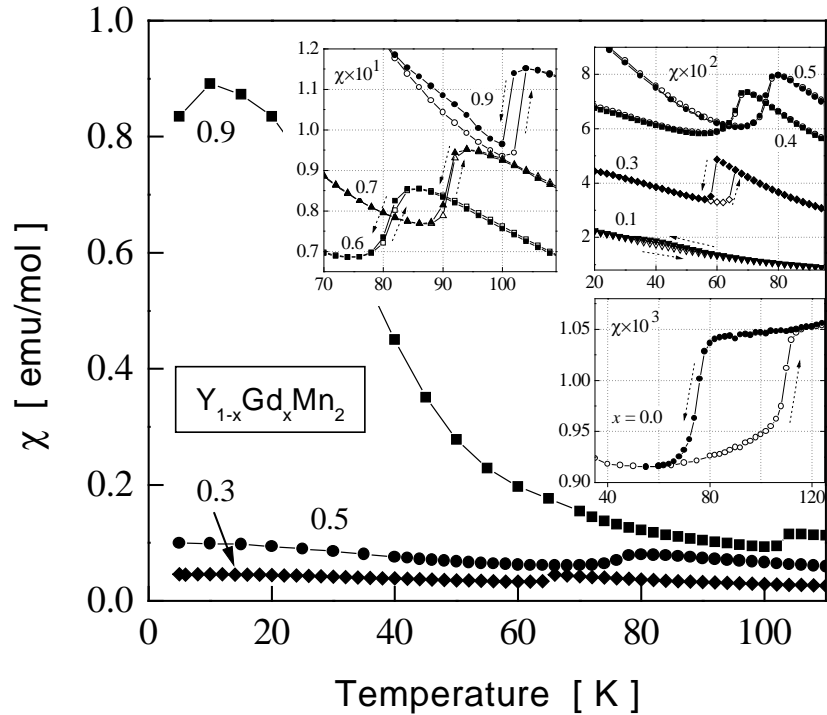 χ [ emu/mol ]
1.0
0.8
0.6
0.4
0.2
0.0
0 20 40 60 80 100
Temperature [ K ]
0.9
0.5
0.3
Y₁₋ₓGdₓMn₂
1.2
1.1
1.0
0.9
0.8
0.7
70 80 90 100
χ×10¹
0.9
0.7
0.6
8
6
4
2
20 40 60 80
χ×10²
0.5
0.4
0.3
0.1
1.05
1.00
0.95
0.90
40 80 120
χ×10³
x = 0.0